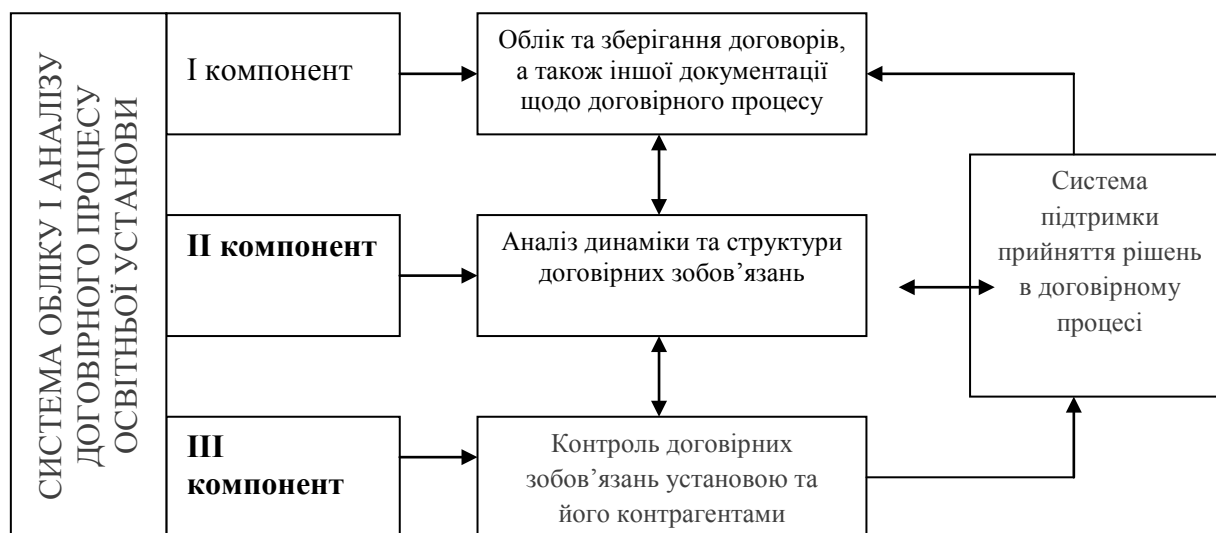 СИСТЕМА ОБЛІКУ І АНАЛІЗУ
ДОГОВІРНОГО ПРОЦЕСУ
ОСВІТНЬОЇ УСТАНОВИ
І компонент
Облік та зберігання договорів,
а також іншої документації
щодо договірного процесу
ІІ компонент
Аналіз динаміки та структури
договірних зобов’язань
Система
підтримки
прийняття рішень
в договірному
процесі
ІІІ
компонент
Контроль договірних
зобов’язань установою та
його контрагентами